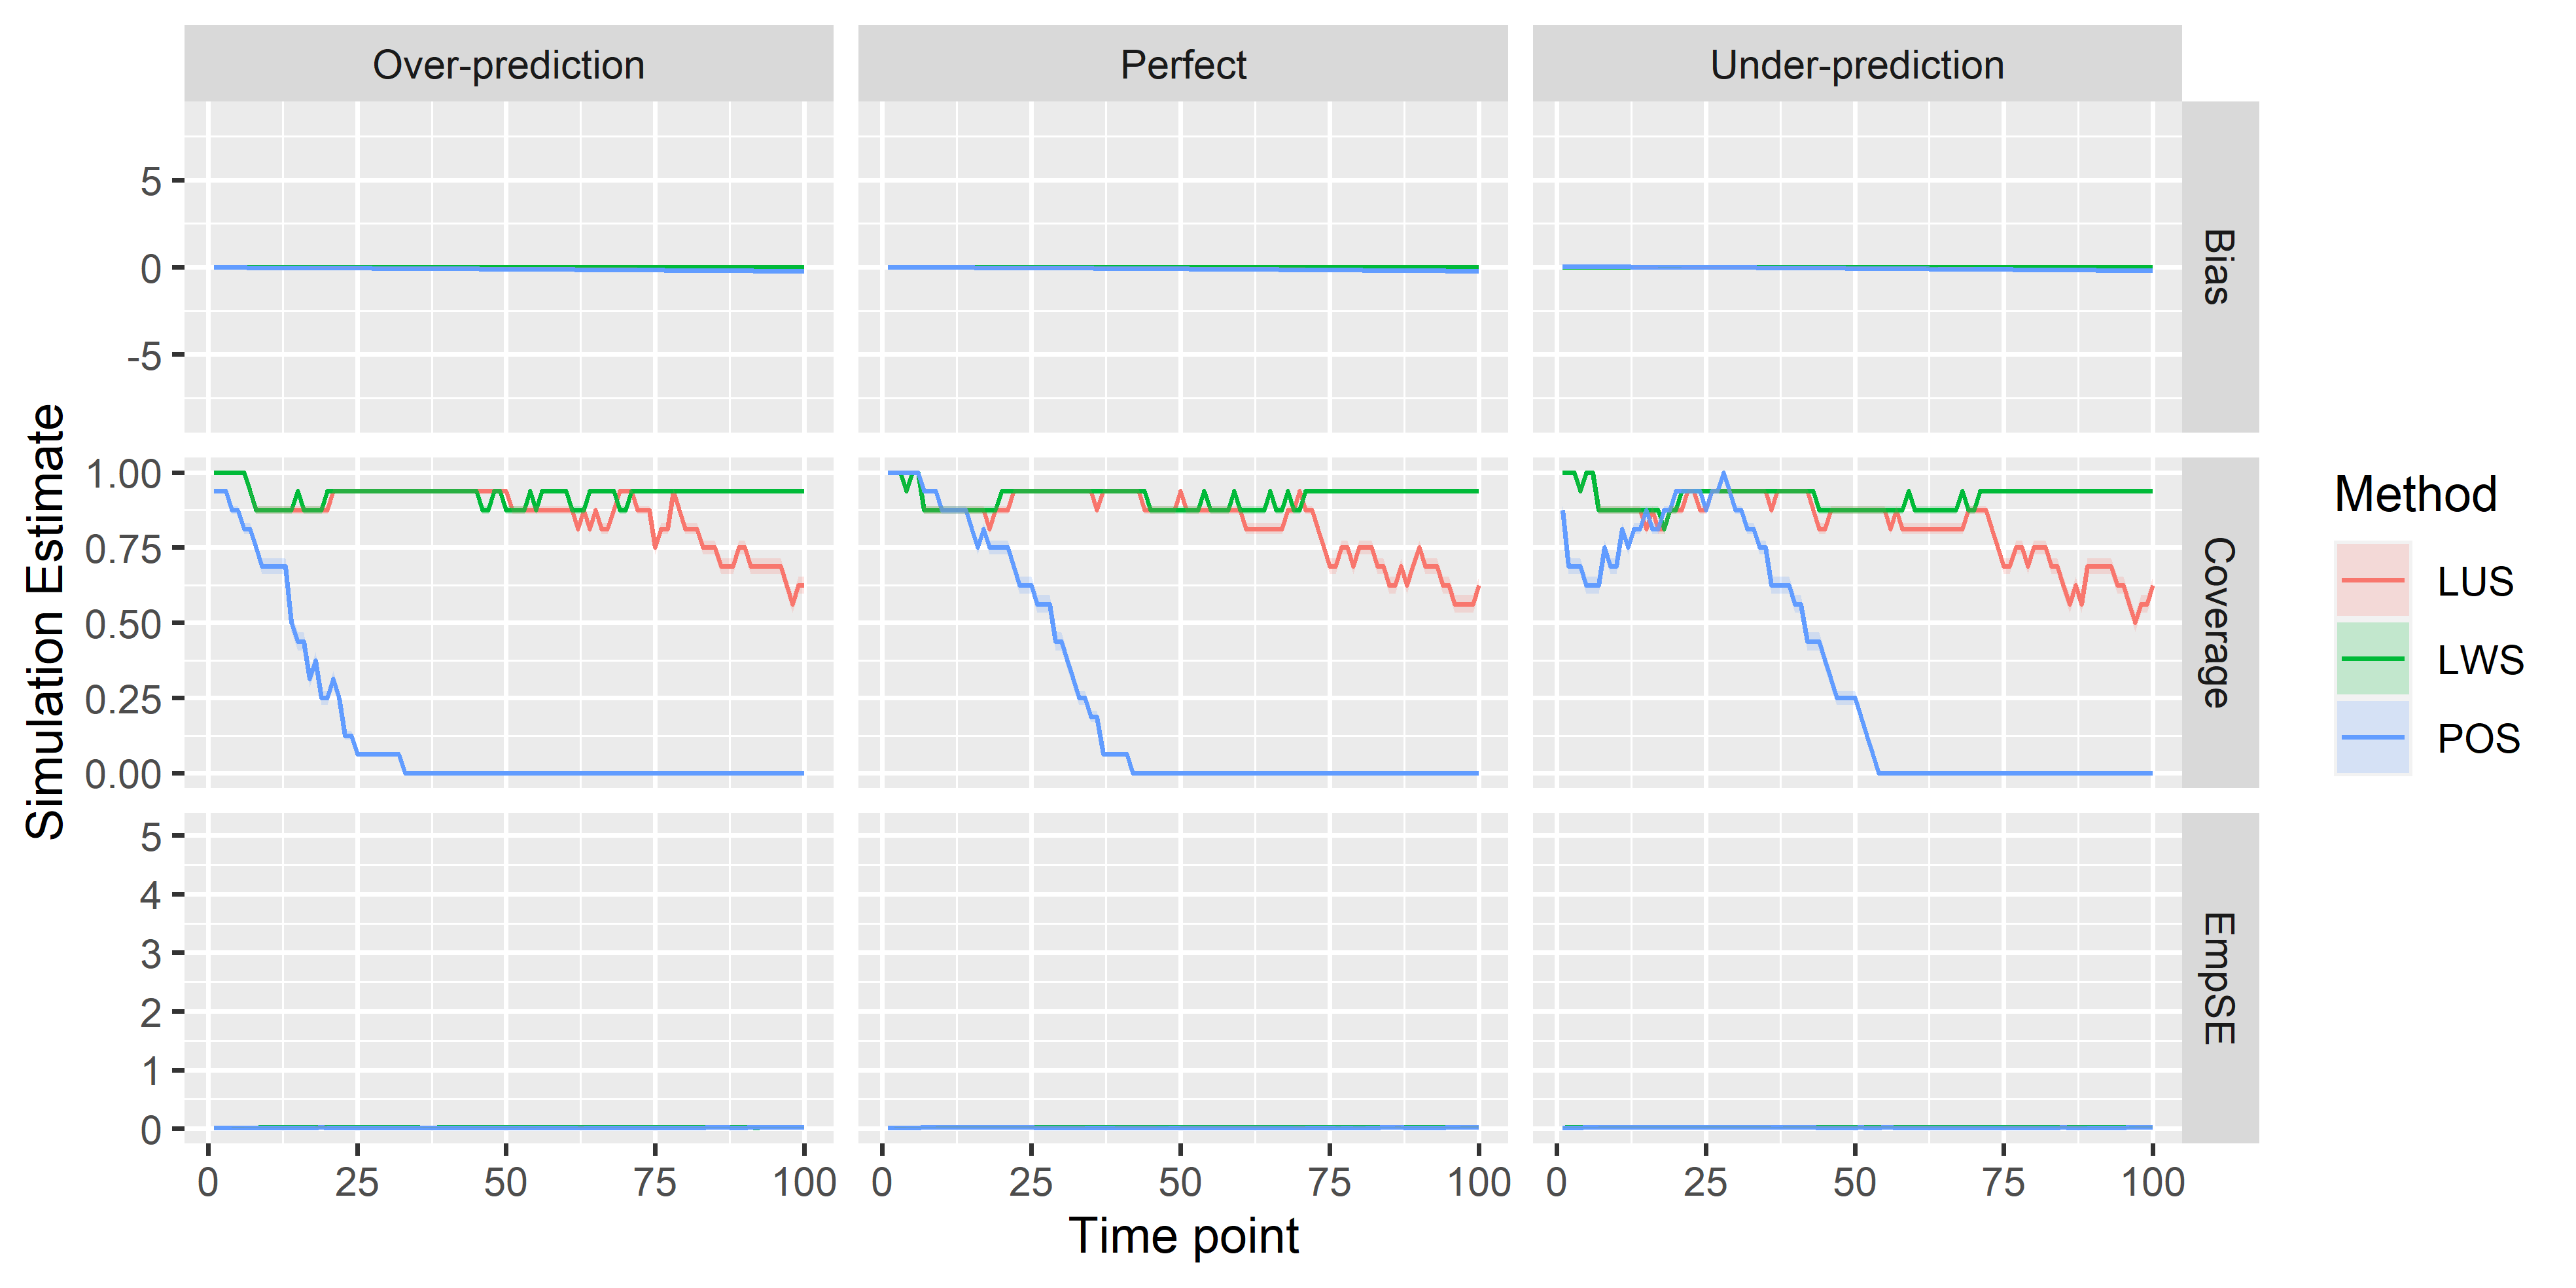 Over-prediction
Perfect
Under-prediction
Simulation Estimate
5
0
-5
Bias
1.00
0.75
0.50
0.25
0.00
Coverage
5
4
3
2
1
0
EmpSE
0 25 50 75 100
0 25 50 75 100
0 25 50 75 100
Time point
Method
LUS
LWS
POS